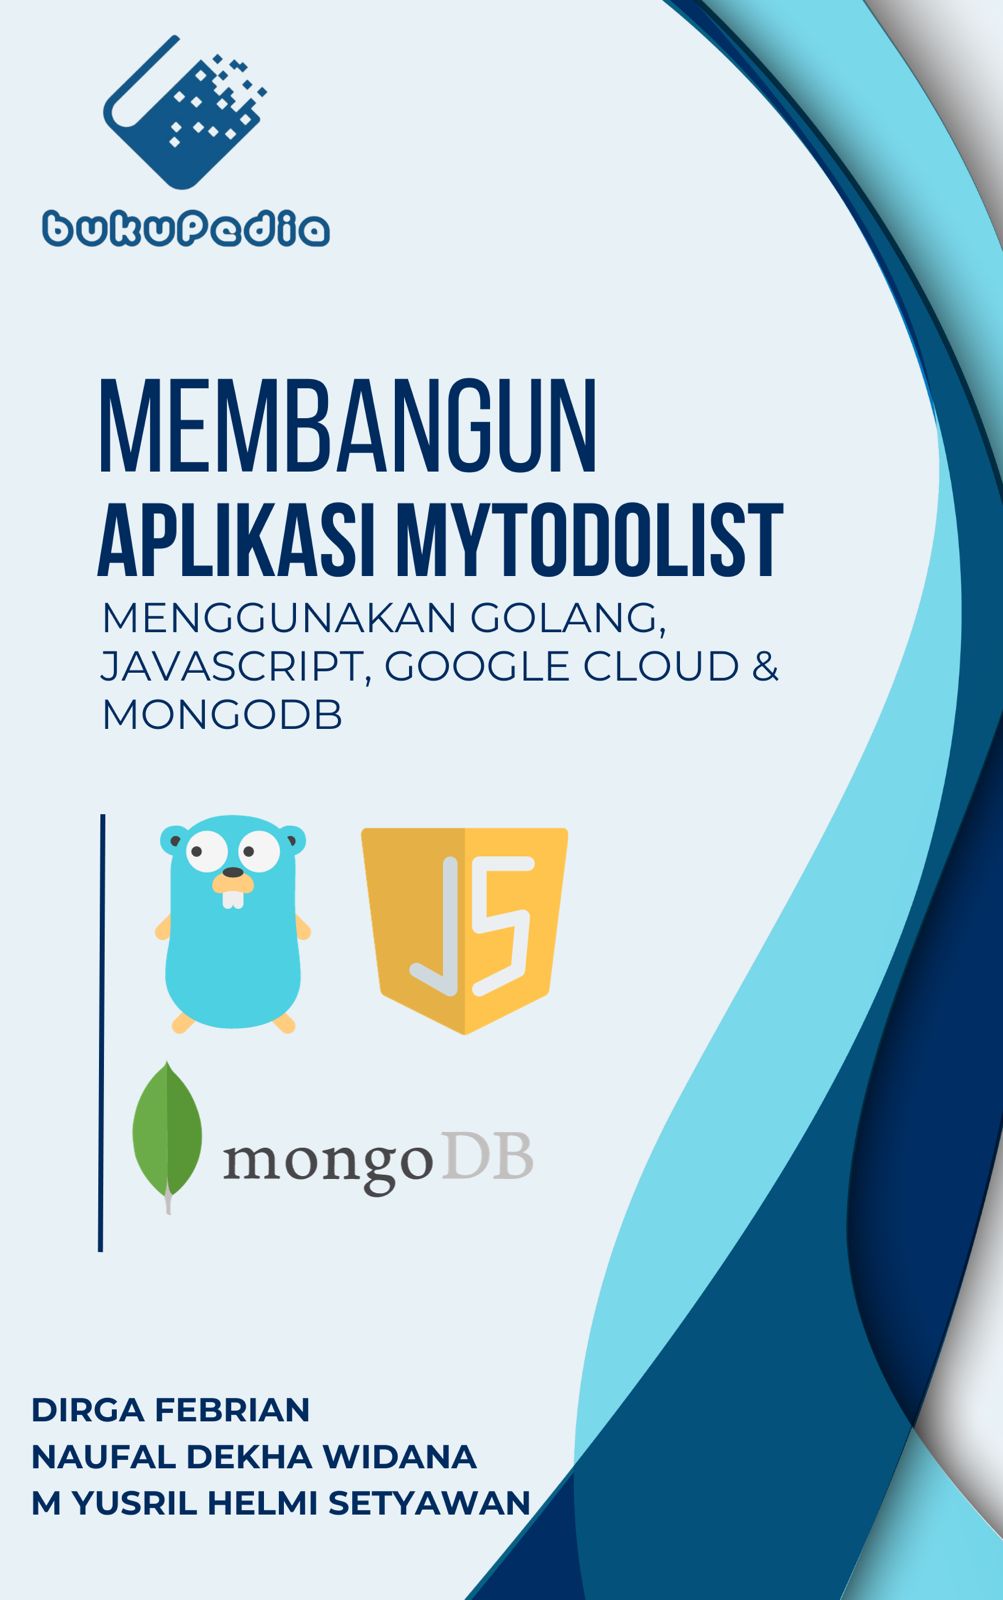 bukuPedia
MEMBANGUN
APLIKASI MYTODOLIST
MENGGUNAKAN GOLANG,
JAVASCRIPT, GOOGLE CLOUD &
MONGODB
JS
mongoDB
DIRGA FEBRIAN
NAUFAL DEKHA WIDANA
M YUSRIL HELMI SETYAWAN